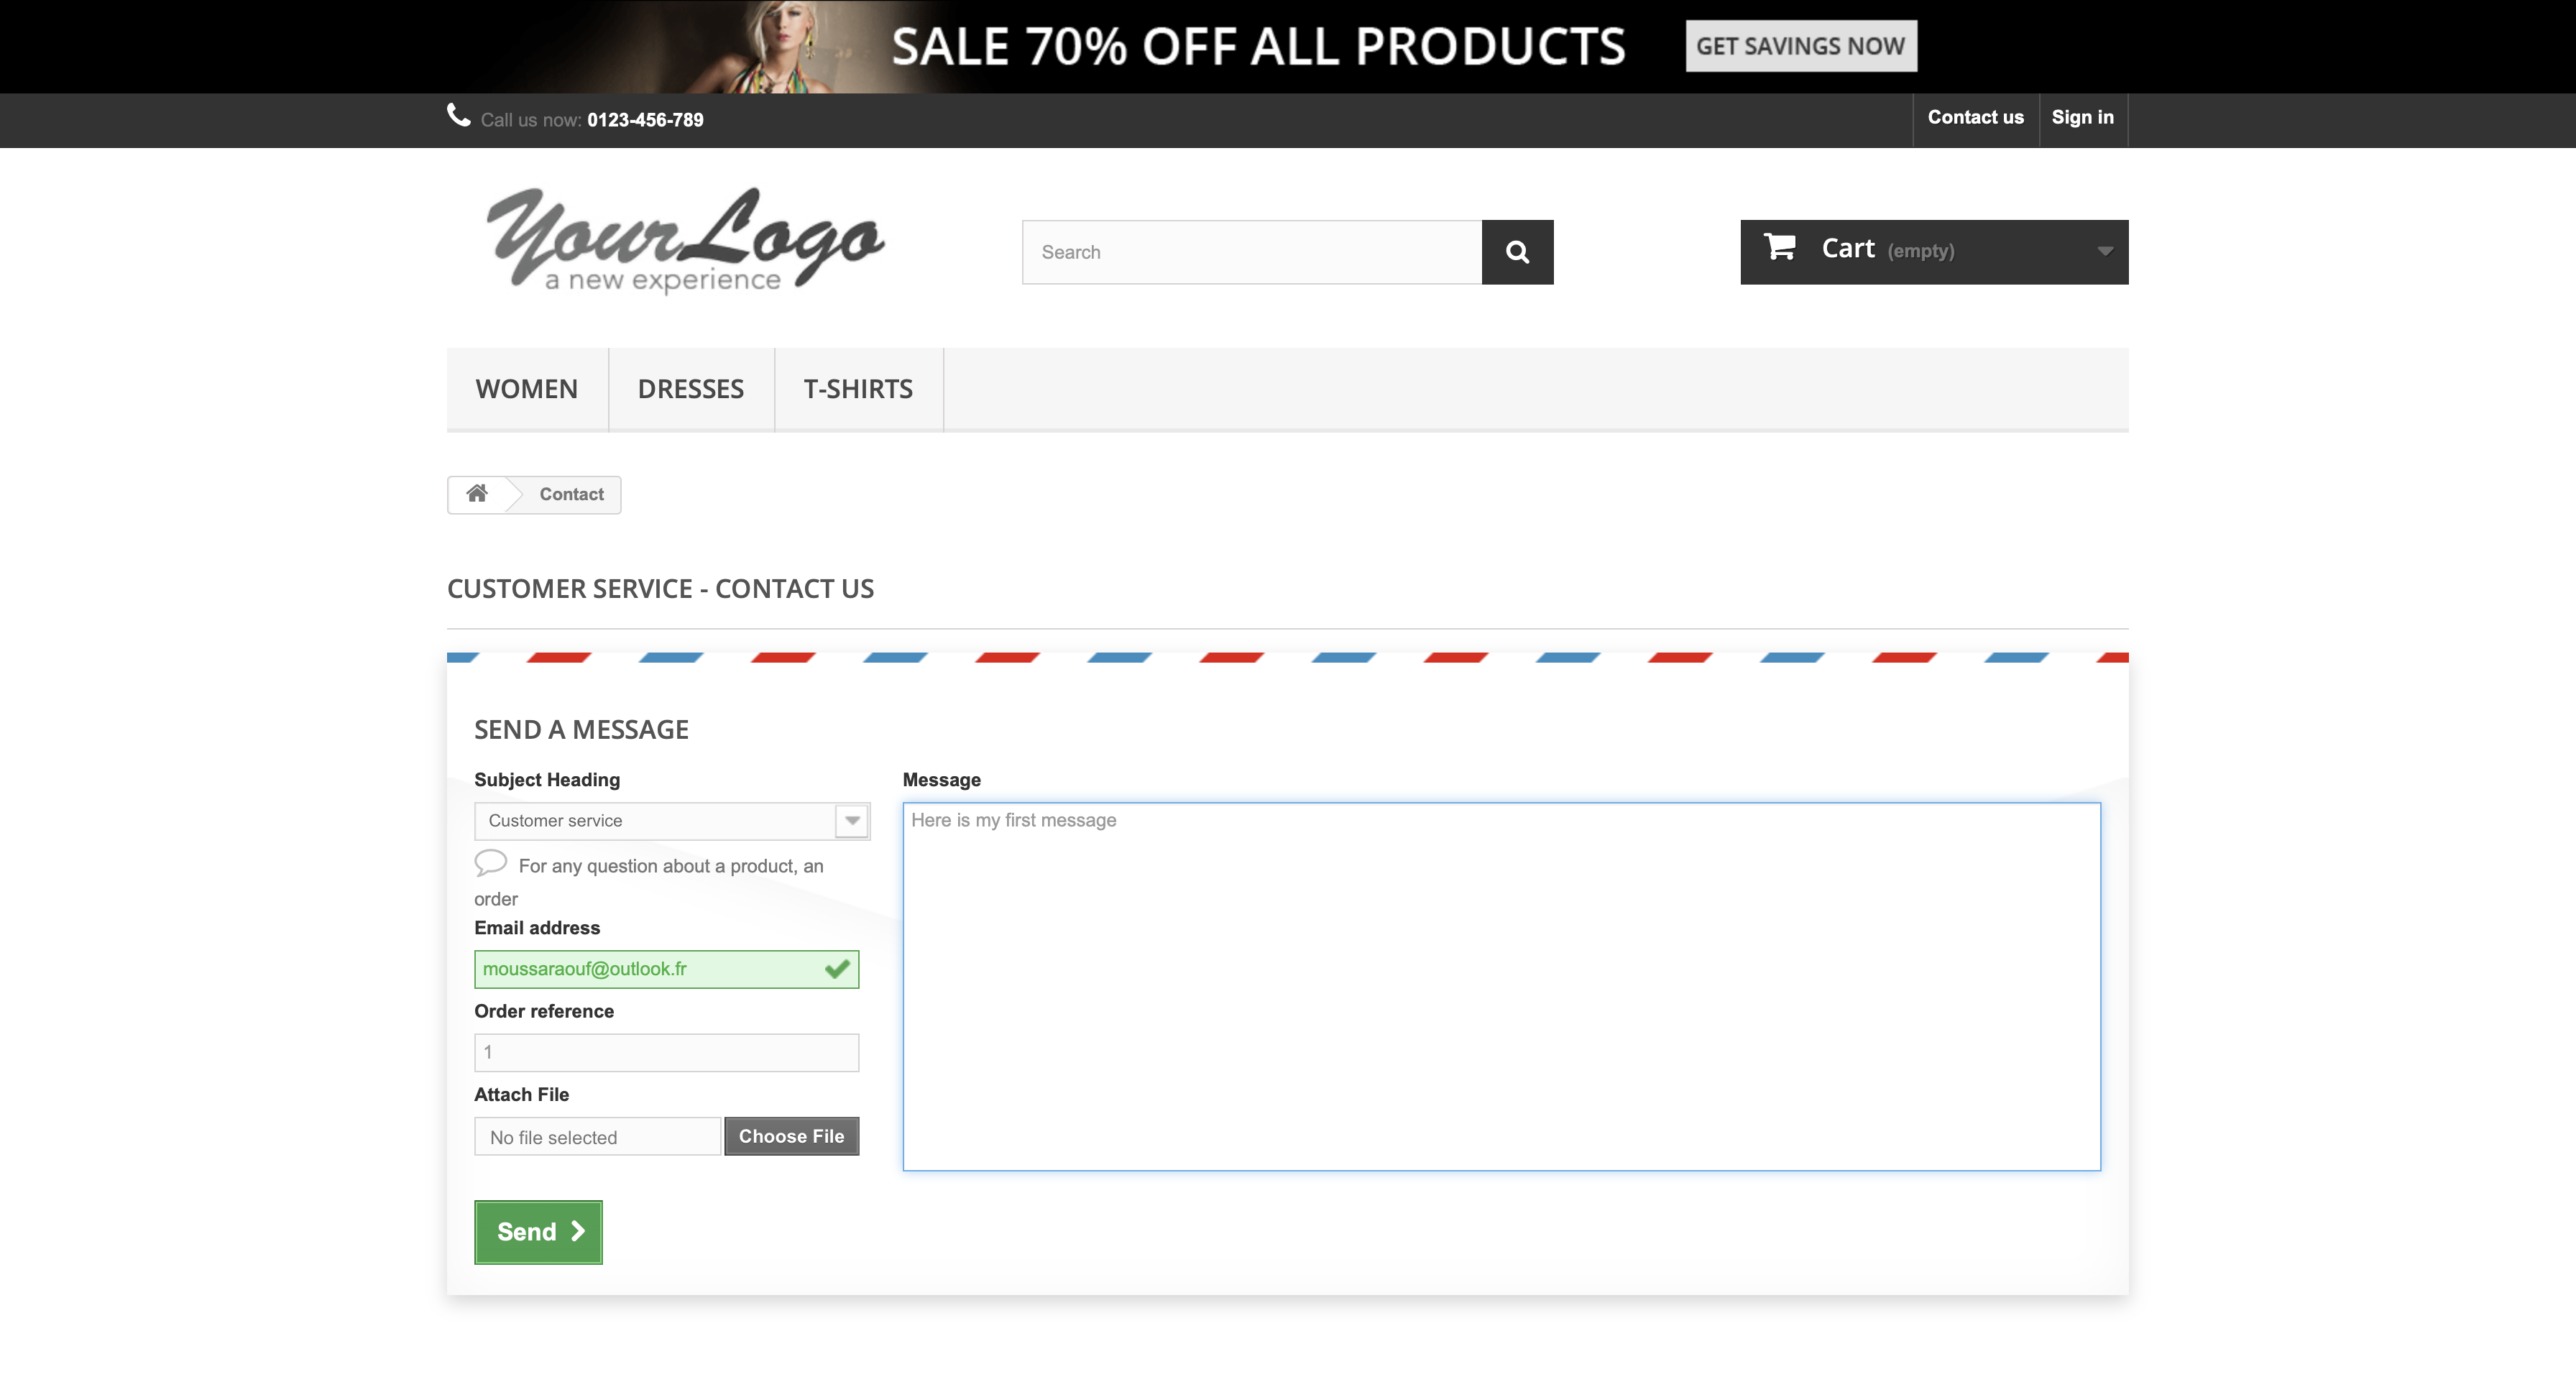 SALE 70% OFF ALL PRODUCTS
GET SAVINGS NOW
Call us now: 0123-456-789
Contact us
Sign in
Your Logo
a new experience
Search
Cart (empty)
WOMEN
DRESSES
T-SHIRTS
Contact
CUSTOMER SERVICE - CONTACT US
SEND A MESSAGE
Subject Heading
Customer service
For any question about a product, an
order
Email address
moussaraouf@outlook.fr
Order reference
1
Attach File
No file selected
Choose File
Send
Message
Here is my first message